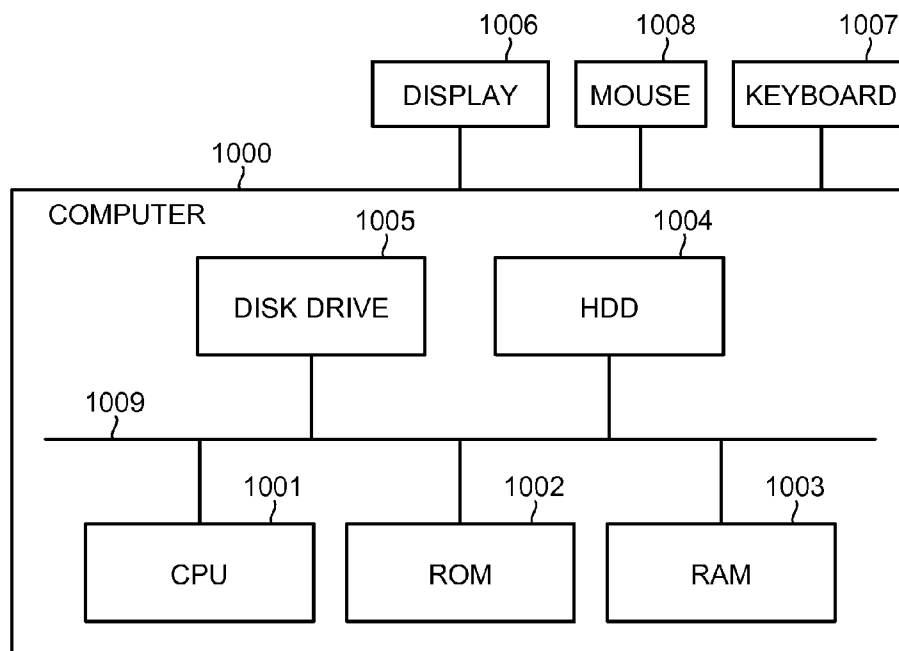 1006
1008
1007
DISPLAY
MOUSE
KEYBOARD
1000
COMPUTER
1005
1004
DISK DRIVE
HDD
1009
1001
1002
1003
CPU
ROM
RAM